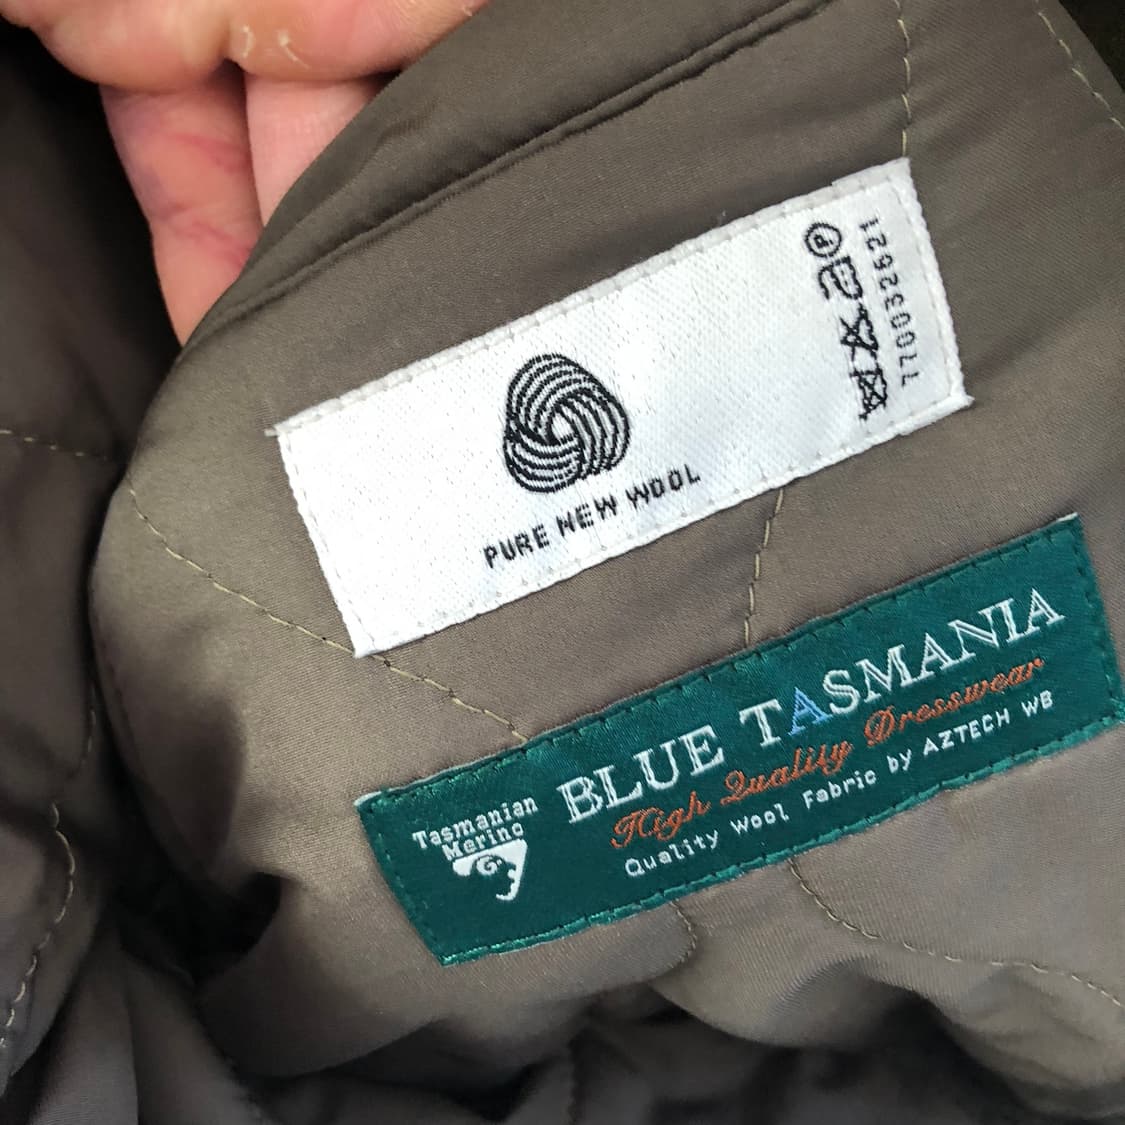 PURE NEW WOOL
770032621
BLUE TASMANIA
High Quality Dresswear
Quality Wool Fabric by AZTECH WB
Tasmanian
Merino